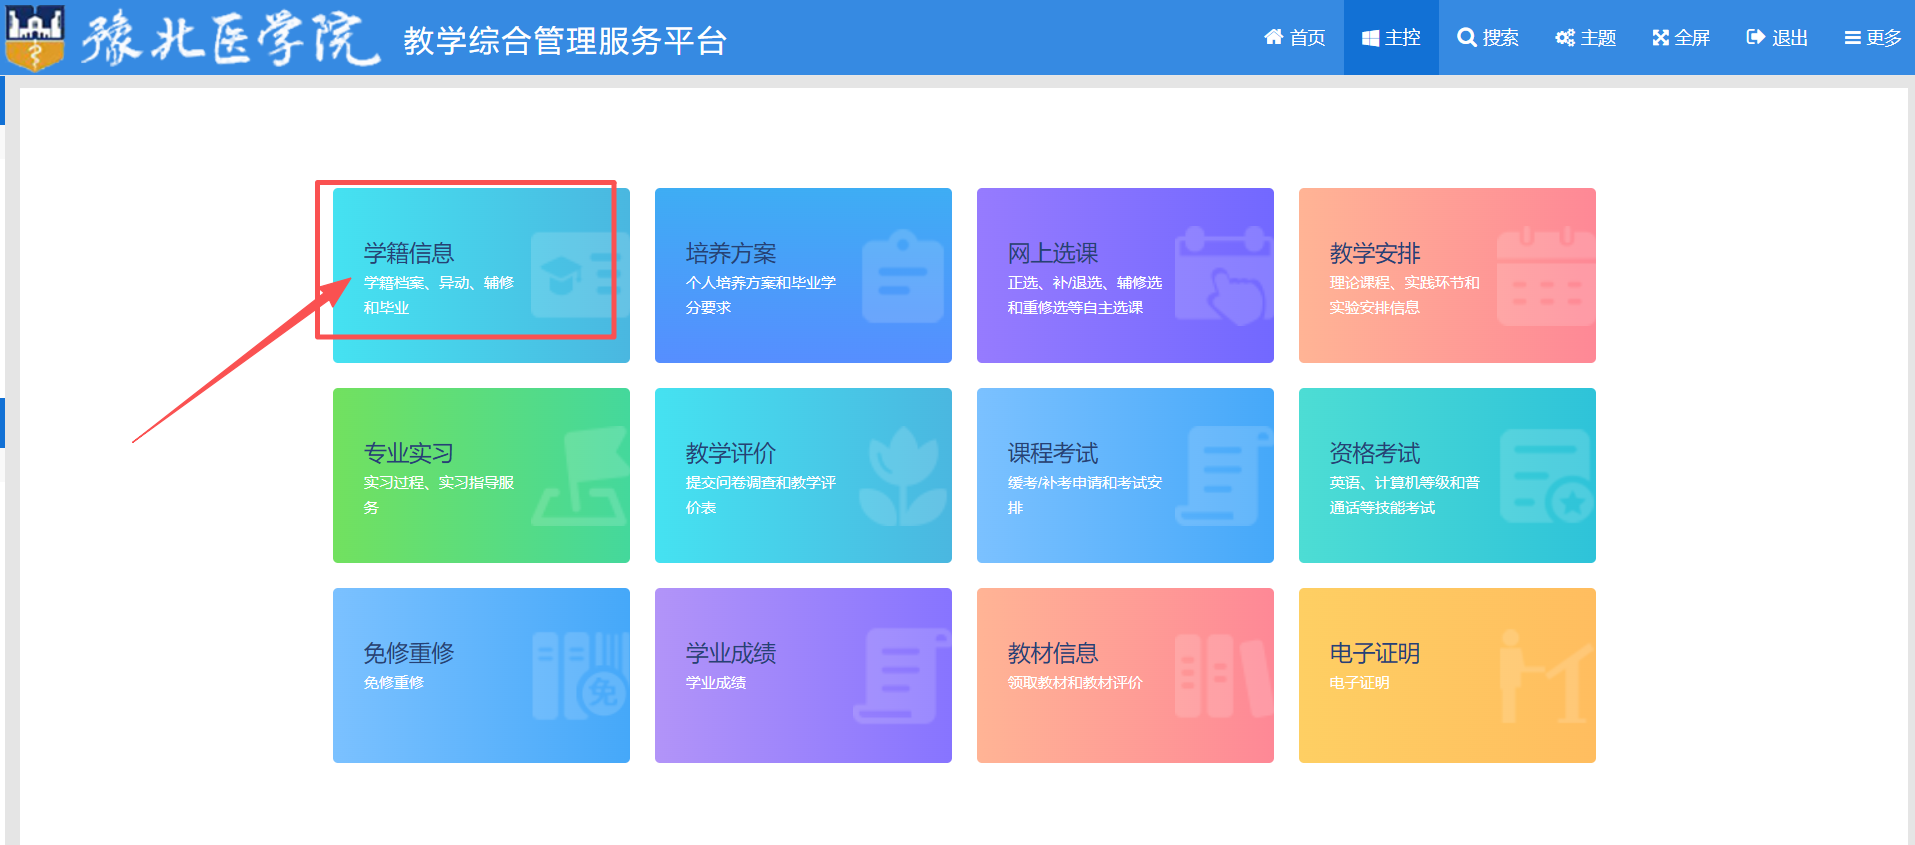 豫北医学院 教学综合管理服务平台 首页 主控 搜索 主题 全屏 退出 更多
学籍信息
学籍档案、异动、辅修
和毕业
培养方案
个人培养方案和毕业学
分要求
网上选课
正选、补/退选、辅修选
和重修选等自主选课
教学安排
理论课程、实践环节和
实验安排信息
专业实习
实习过程、实习指导服
务
教学评价
提交问卷调查和教学评
价表
课程考试
缓考/补考申请和考试安
排
资格考试
英语、计算机等级和普
通话等技能考试
免修重修
免修重修
免
学业成绩
学业成绩
教材信息
领取教材和教材评价
电子证明
电子证明